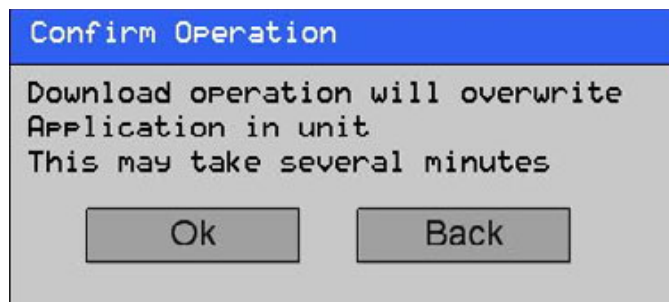 Confirm Operation
Download operation will overwrite
Application in unit
This may take several minutes
Ok
Back